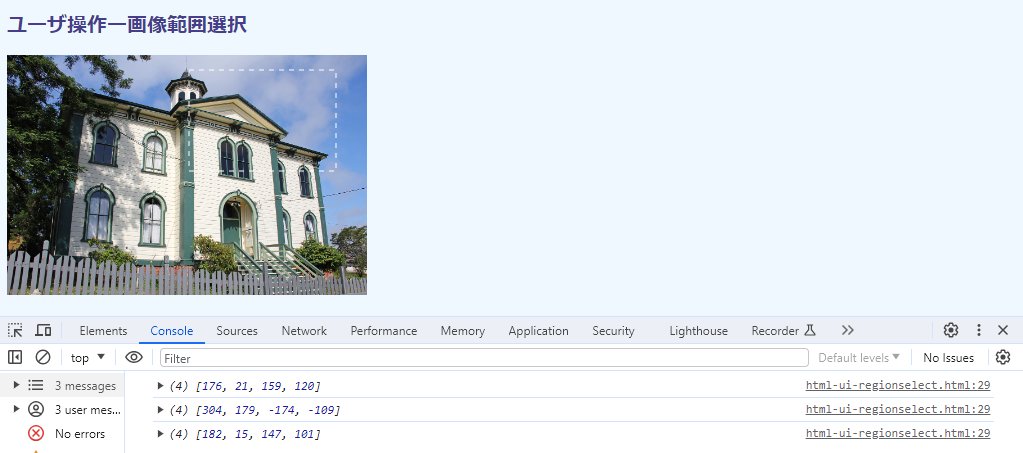 ユーザ操作ー画像範囲選択
Elements Console Sources Network Performance Memory Application Security Lighthouse Recorder
top Filter Default levels No Issues
3 messages
(4) [176, 21, 159, 120] html-ui-regionselect.html:29
3 user mes...
(4) [304, 179, -174, -109] html-ui-regionselect.html:29
No errors
(4) [182, 15, 147, 101] html-ui-regionselect.html:29